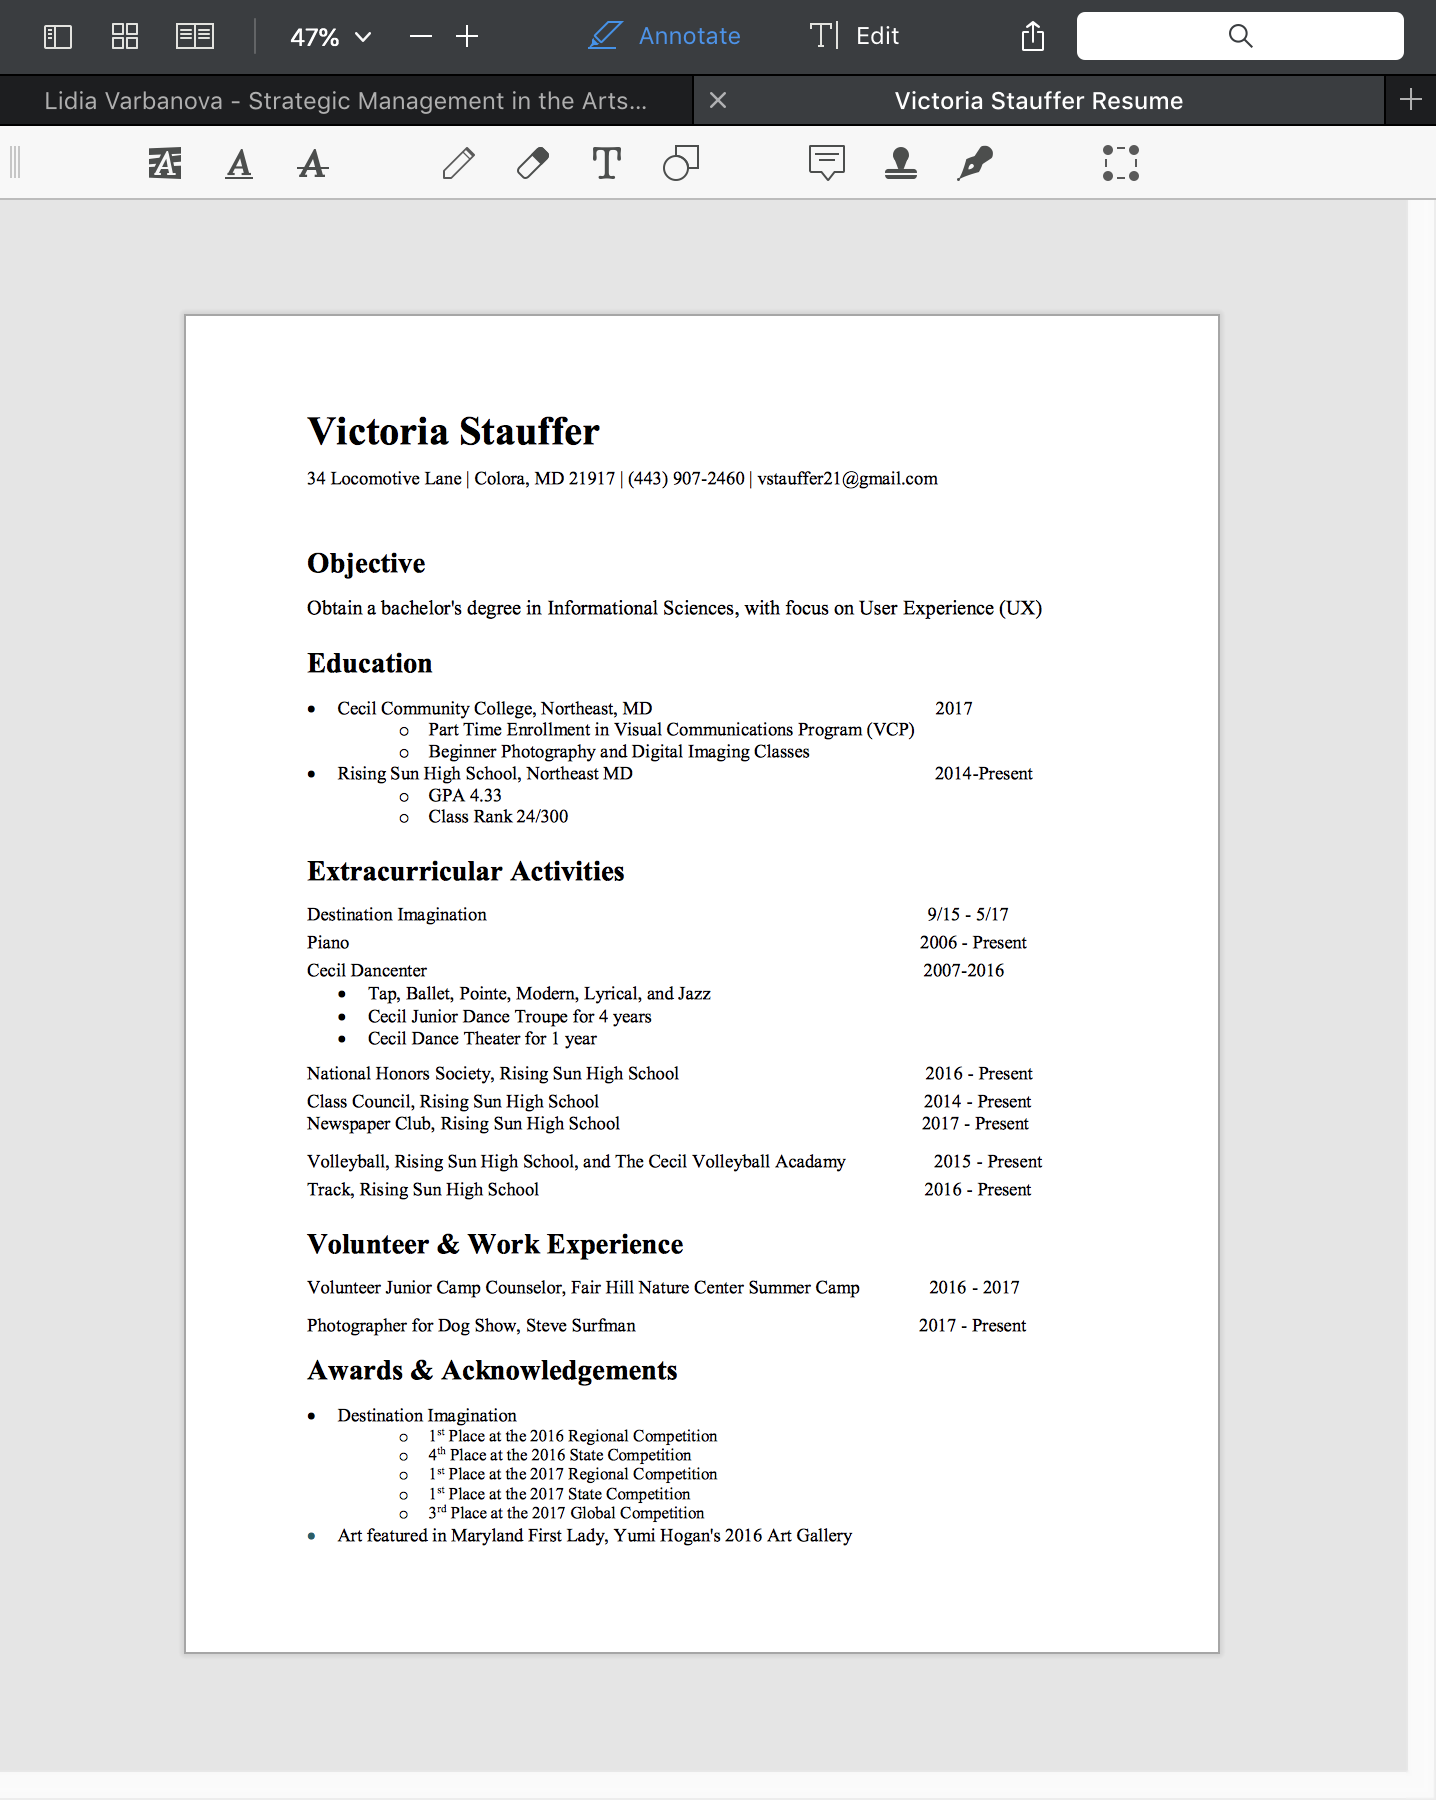 47%
Annotate
Edit
Lidia Varbanova - Strategic Management in the Arts...
Victoria Stauffer Resume
Victoria Stauffer
34 Locomotive Lane | Colora, MD 21917 | (443) 907-2460 | vstauffer21@gmail.com
Objective
Obtain a bachelor's degree in Informational Sciences, with focus on User Experience (UX)
Education
• Cecil Community College, Northeast, MD 2017
o Part Time Enrollment in Visual Communications Program (VCP)
o Beginner Photography and Digital Imaging Classes
• Rising Sun High School, Northeast MD 2014-Present
o GPA 4.33
o Class Rank 24/300
Extracurricular Activities
Destination Imagination 9/15 - 5/17
Piano 2006 - Present
Cecil Dancenter 2007-2016
• Tap, Ballet, Pointe, Modern, Lyrical, and Jazz
• Cecil Junior Dance Troupe for 4 years
• Cecil Dance Theater for 1 year
National Honors Society, Rising Sun High School 2016 - Present
Class Council, Rising Sun High School 2014 - Present
Newspaper Club, Rising Sun High School 2017 - Present
Volleyball, Rising Sun High School, and The Cecil Volleyball Acadamy 2015 - Present
Track, Rising Sun High School 2016 - Present
Volunteer & Work Experience
Volunteer Junior Camp Counselor, Fair Hill Nature Center Summer Camp 2016 - 2017
Photographer for Dog Show, Steve Surfman 2017 - Present
Awards & Acknowledgements
• Destination Imagination
o 1st Place at the 2016 Regional Competition
o 4th Place at the 2016 State Competition
o 1st Place at the 2017 Regional Competition
o 1st Place at the 2017 State Competition
o 3rd Place at the 2017 Global Competition
• Art featured in Maryland First Lady, Yumi Hogan's 2016 Art Gallery